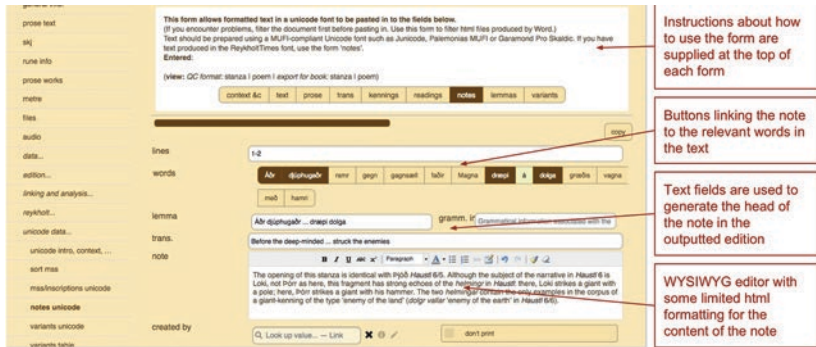 general ...
prose text
skj
rune info
prose works
metre
files
audio
data...
edition...
linking and analysis...
reykholt...
unicode data...
unicode intro, context, ...
sort mss
mss/inscriptions unicode
notes unicode
variants unicode
variants table
This form allows formatted text in a unicode font to be pasted in to the fields below.
(If you encounter problems, filter the document first before pasting in. Use this form to filter html files produced by Word.)
Text should be prepared using a MUFI-compliant Unicode font such as Junicode, Palemonias MUFI or Garamond Pro Skaldic. If you have
text produced in the ReykholtTimes font, use the form 'notes'.
Entered:
(view: QC format: stanza | poem | export for book: stanza | poem)
context &c text prose trans kennings readings notes lemmas variants
copy
lines
1-2
words
Áðr djúphugaðr ramr gegn gagnsæll faðir Magna dræpi á dolga græðis vagna
með hamri
lemma
Áðr djúphugaðr ... dræpi dolga
gramm. in
Grammatical information associated with the
trans.
Before the deep-minded ... struck the enemies
note
B I U ABC x² Paragraph A
The opening of this stanza is identical with Þjóð Haustl 6/5. Although the subject of the narrative in Haustl 6 is
Loki, not Þórr as here, this fragment has strong echoes of the helmingr in Haustl: there, Loki strikes a giant with
a pole; here, Þórr strikes a giant with his hammer. The two helmingar contain the only examples in the corpus of
a giant-kenning of the type 'enemy of the land' (dolgr vallar 'enemy of the earth' in Haustl 6/6).
created by
Look up value... — Link
don't print
Instructions about how
to use the form are
supplied at the top of
each form
Buttons linking the note
to the relevant words in
the text
Text fields are used to
generate the head of
the note in the
outputted edition
WYSIWYG editor with
some limited html
formatting for the
content of the note